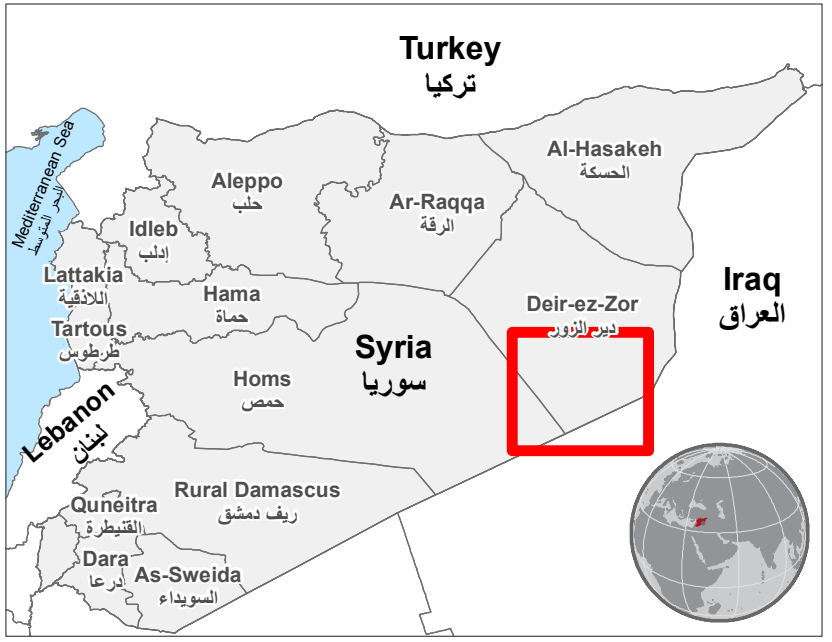 Turkey
تركيا
Al-Hasakeh
الحسكة
Aleppo
حلب
Ar-Raqqa
الرقة
Mediterranean Sea
البحر المتوسط
Idleb
إدلب
Lattakia
اللاذقية
Hama
حماة
Deir-ez-Zor
دير الزور
Iraq
العراق
Tartous
طرطوس
Syria
سوريا
Homs
حمص
Lebanon
لبنان
Rural Damascus
ريف دمشق
Quneitra
القنيطرة
Dara
درعا
As-Sweida
السويداء